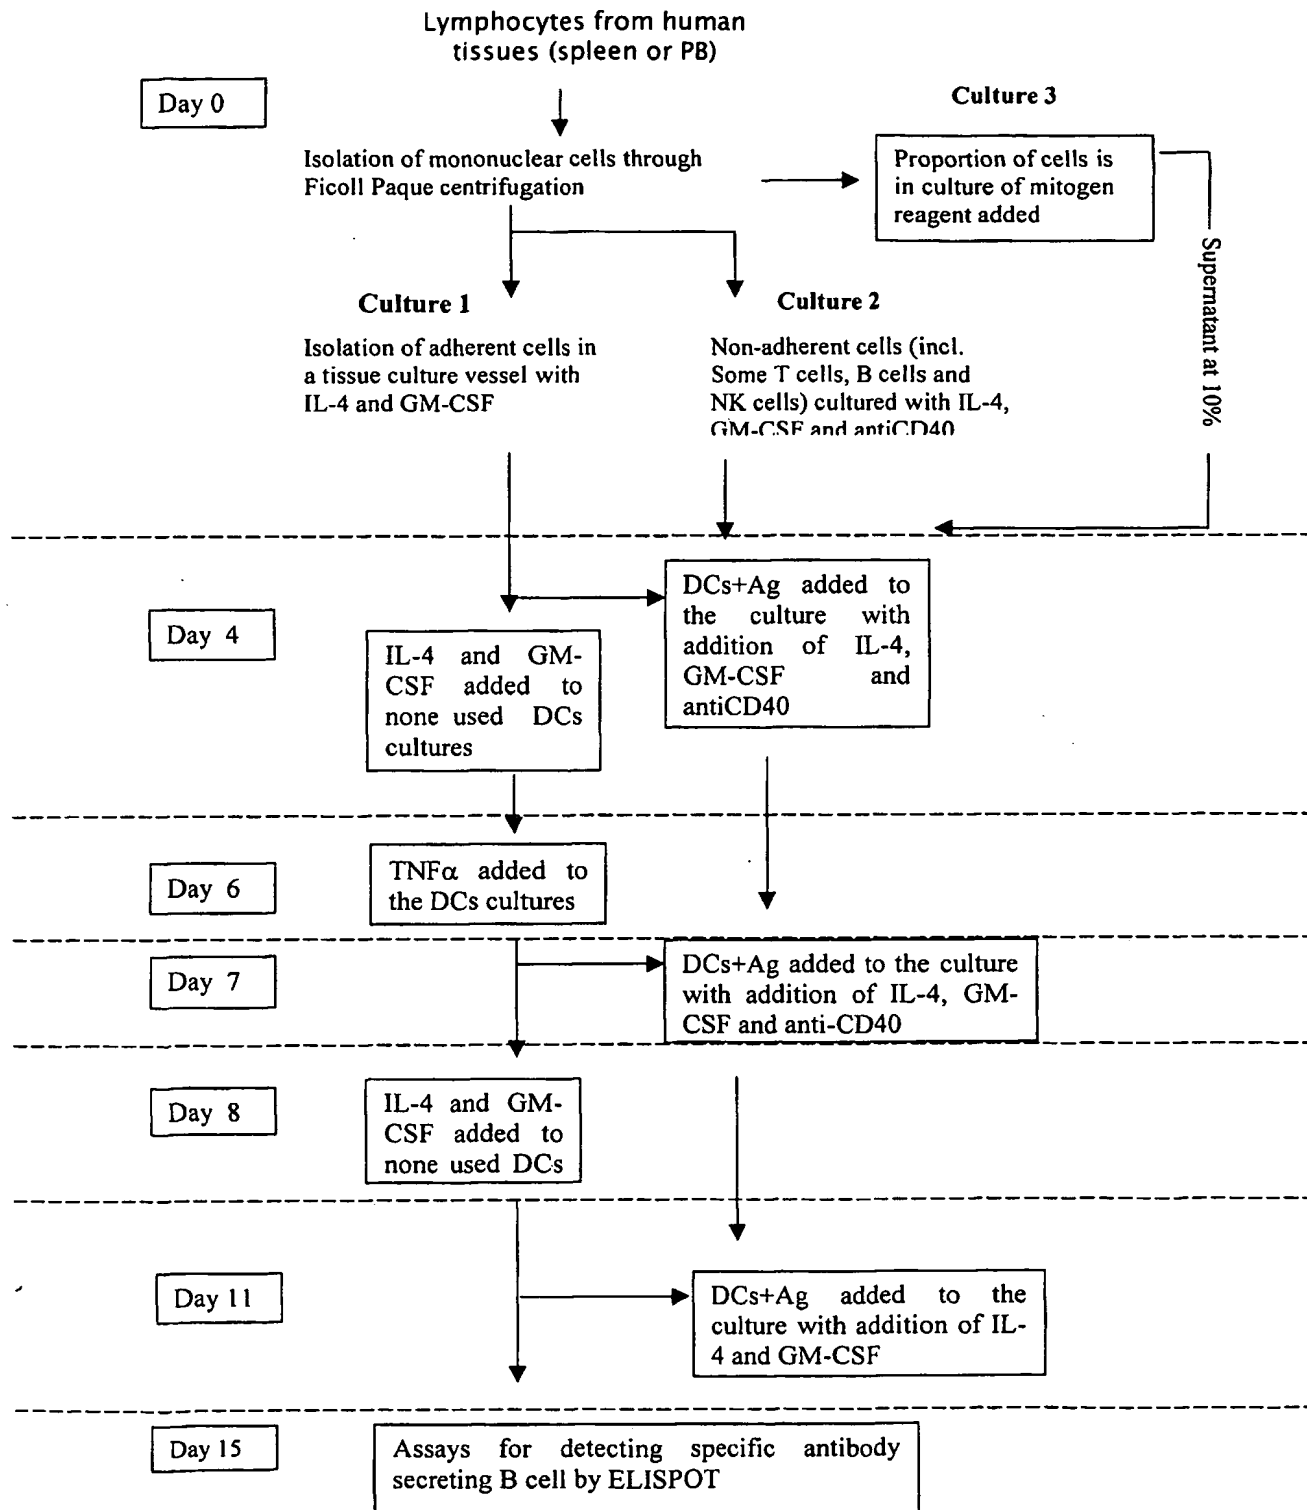 Lymphocytes from human
tissues (spleen or PB)
Day 0
Culture 3
Isolation of mononuclear cells through
Ficoll Paque centrifugation
Proportion of cells is
in culture of mitogen
reagent added
Supernatant at 10%
Culture 1
Isolation of adherent cells in
a tissue culture vessel with
IL-4 and GM-CSF
Culture 2
Non-adherent cells (incl.
Some T cells, B cells and
NK cells) cultured with IL-4,
GM-CSF and antiCD40
Day 4
DCs+Ag added to
the culture with
addition of IL-4,
GM-CSF and
antiCD40
IL-4 and GM-
CSF added to
none used DCs
cultures
Day 6
TNFα added to
the DCs cultures
Day 7
DCs+Ag added to the culture
with addition of IL-4, GM-
CSF and anti-CD40
Day 8
IL-4 and GM-
CSF added to
none used DCs
Day 11
DCs+Ag added to the
culture with addition of IL-
4 and GM-CSF
Day 15
Assays for detecting specific antibody
secreting B cell by ELISPOT